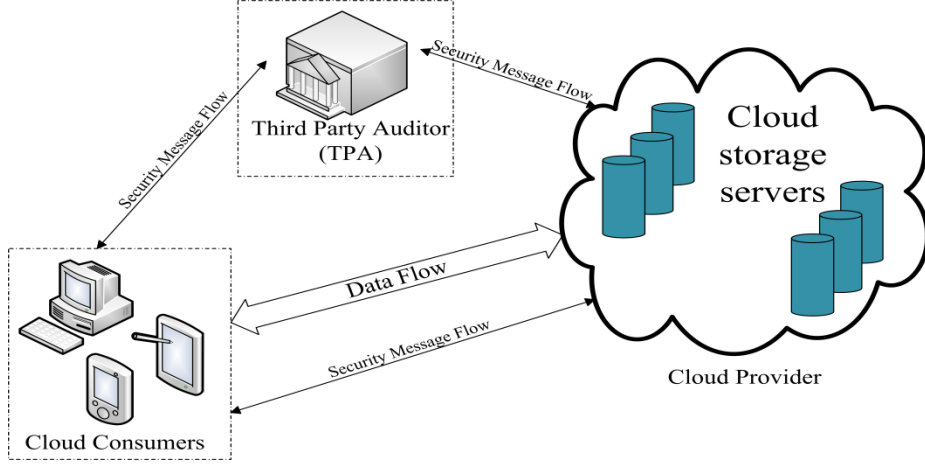 Security Message Flow
Third Party Auditor
(TPA)
Security Message Flow
Cloud
storage
servers
Data Flow
Security Message Flow
Cloud Provider
Cloud Consumers